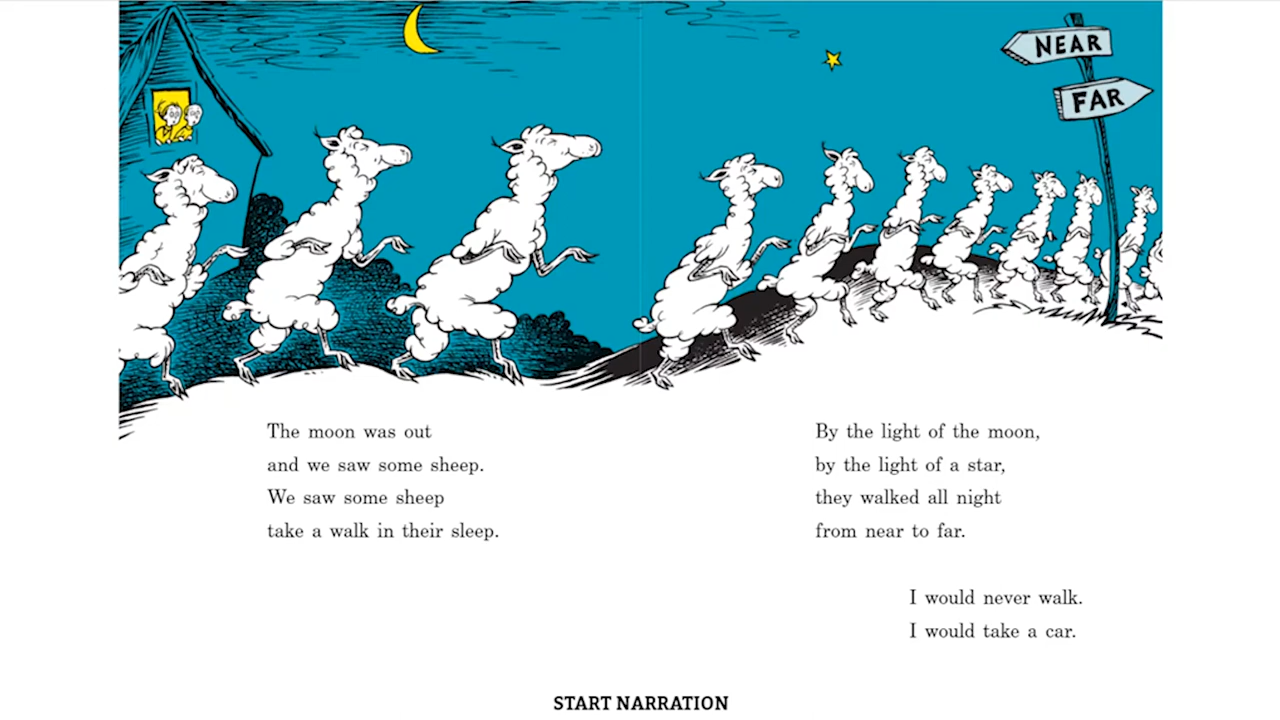 NEAR
FAR
The moon was out
and we saw some sheep.
We saw some sheep
take a walk in their sleep.
By the light of the moon,
by the light of a star,
they walked all night
from near to far.
I would never walk.
I would take a car.
START NARRATION